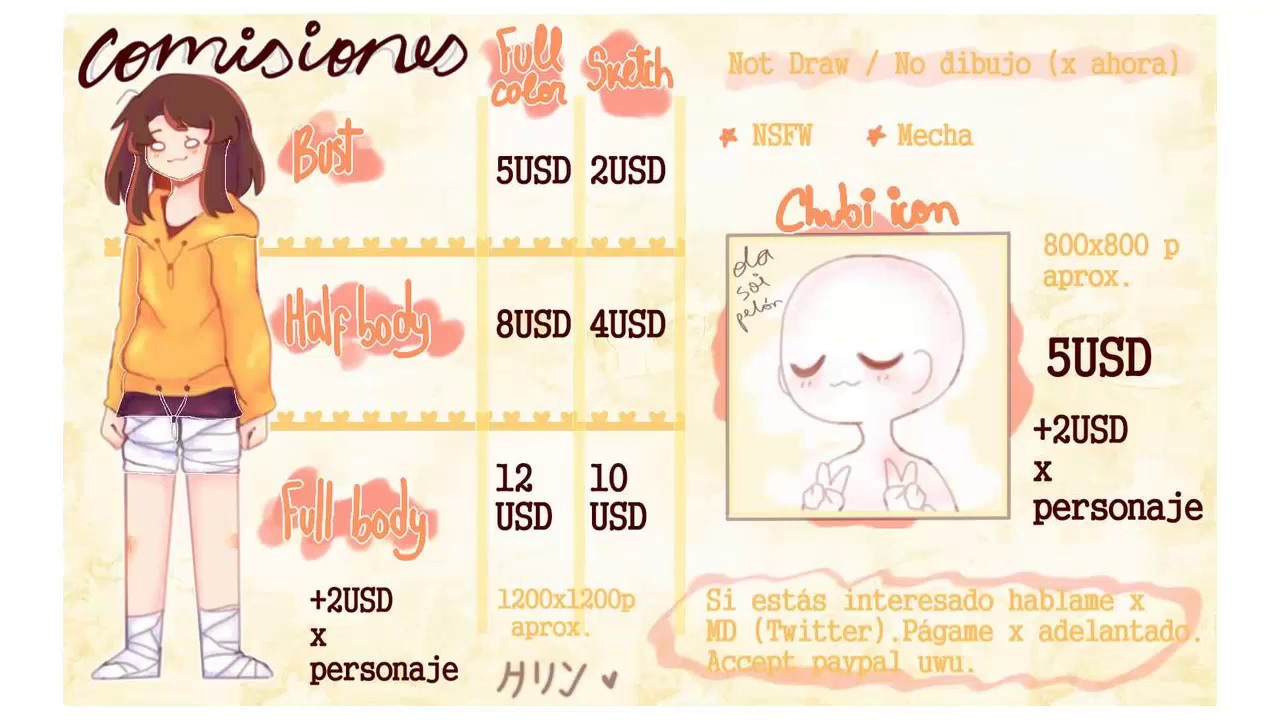 comisiones
Full
color
Sketch
Bust
5USD
2USD
Half body
8USD
4USD
Full body
12
USD
10
USD
+2USD
x
personaje
1200x1200p
aprox.
Not Draw / No dibujo (x ahora)
NSFW
Mecha
Chubi icon
ola
soi
pelón
800x800 p
aprox.
5USD
+2USD
x
personaje
Si estás interesado hablame x
MD (Twitter).Págame x adelantado.
Accept paypal uwu.